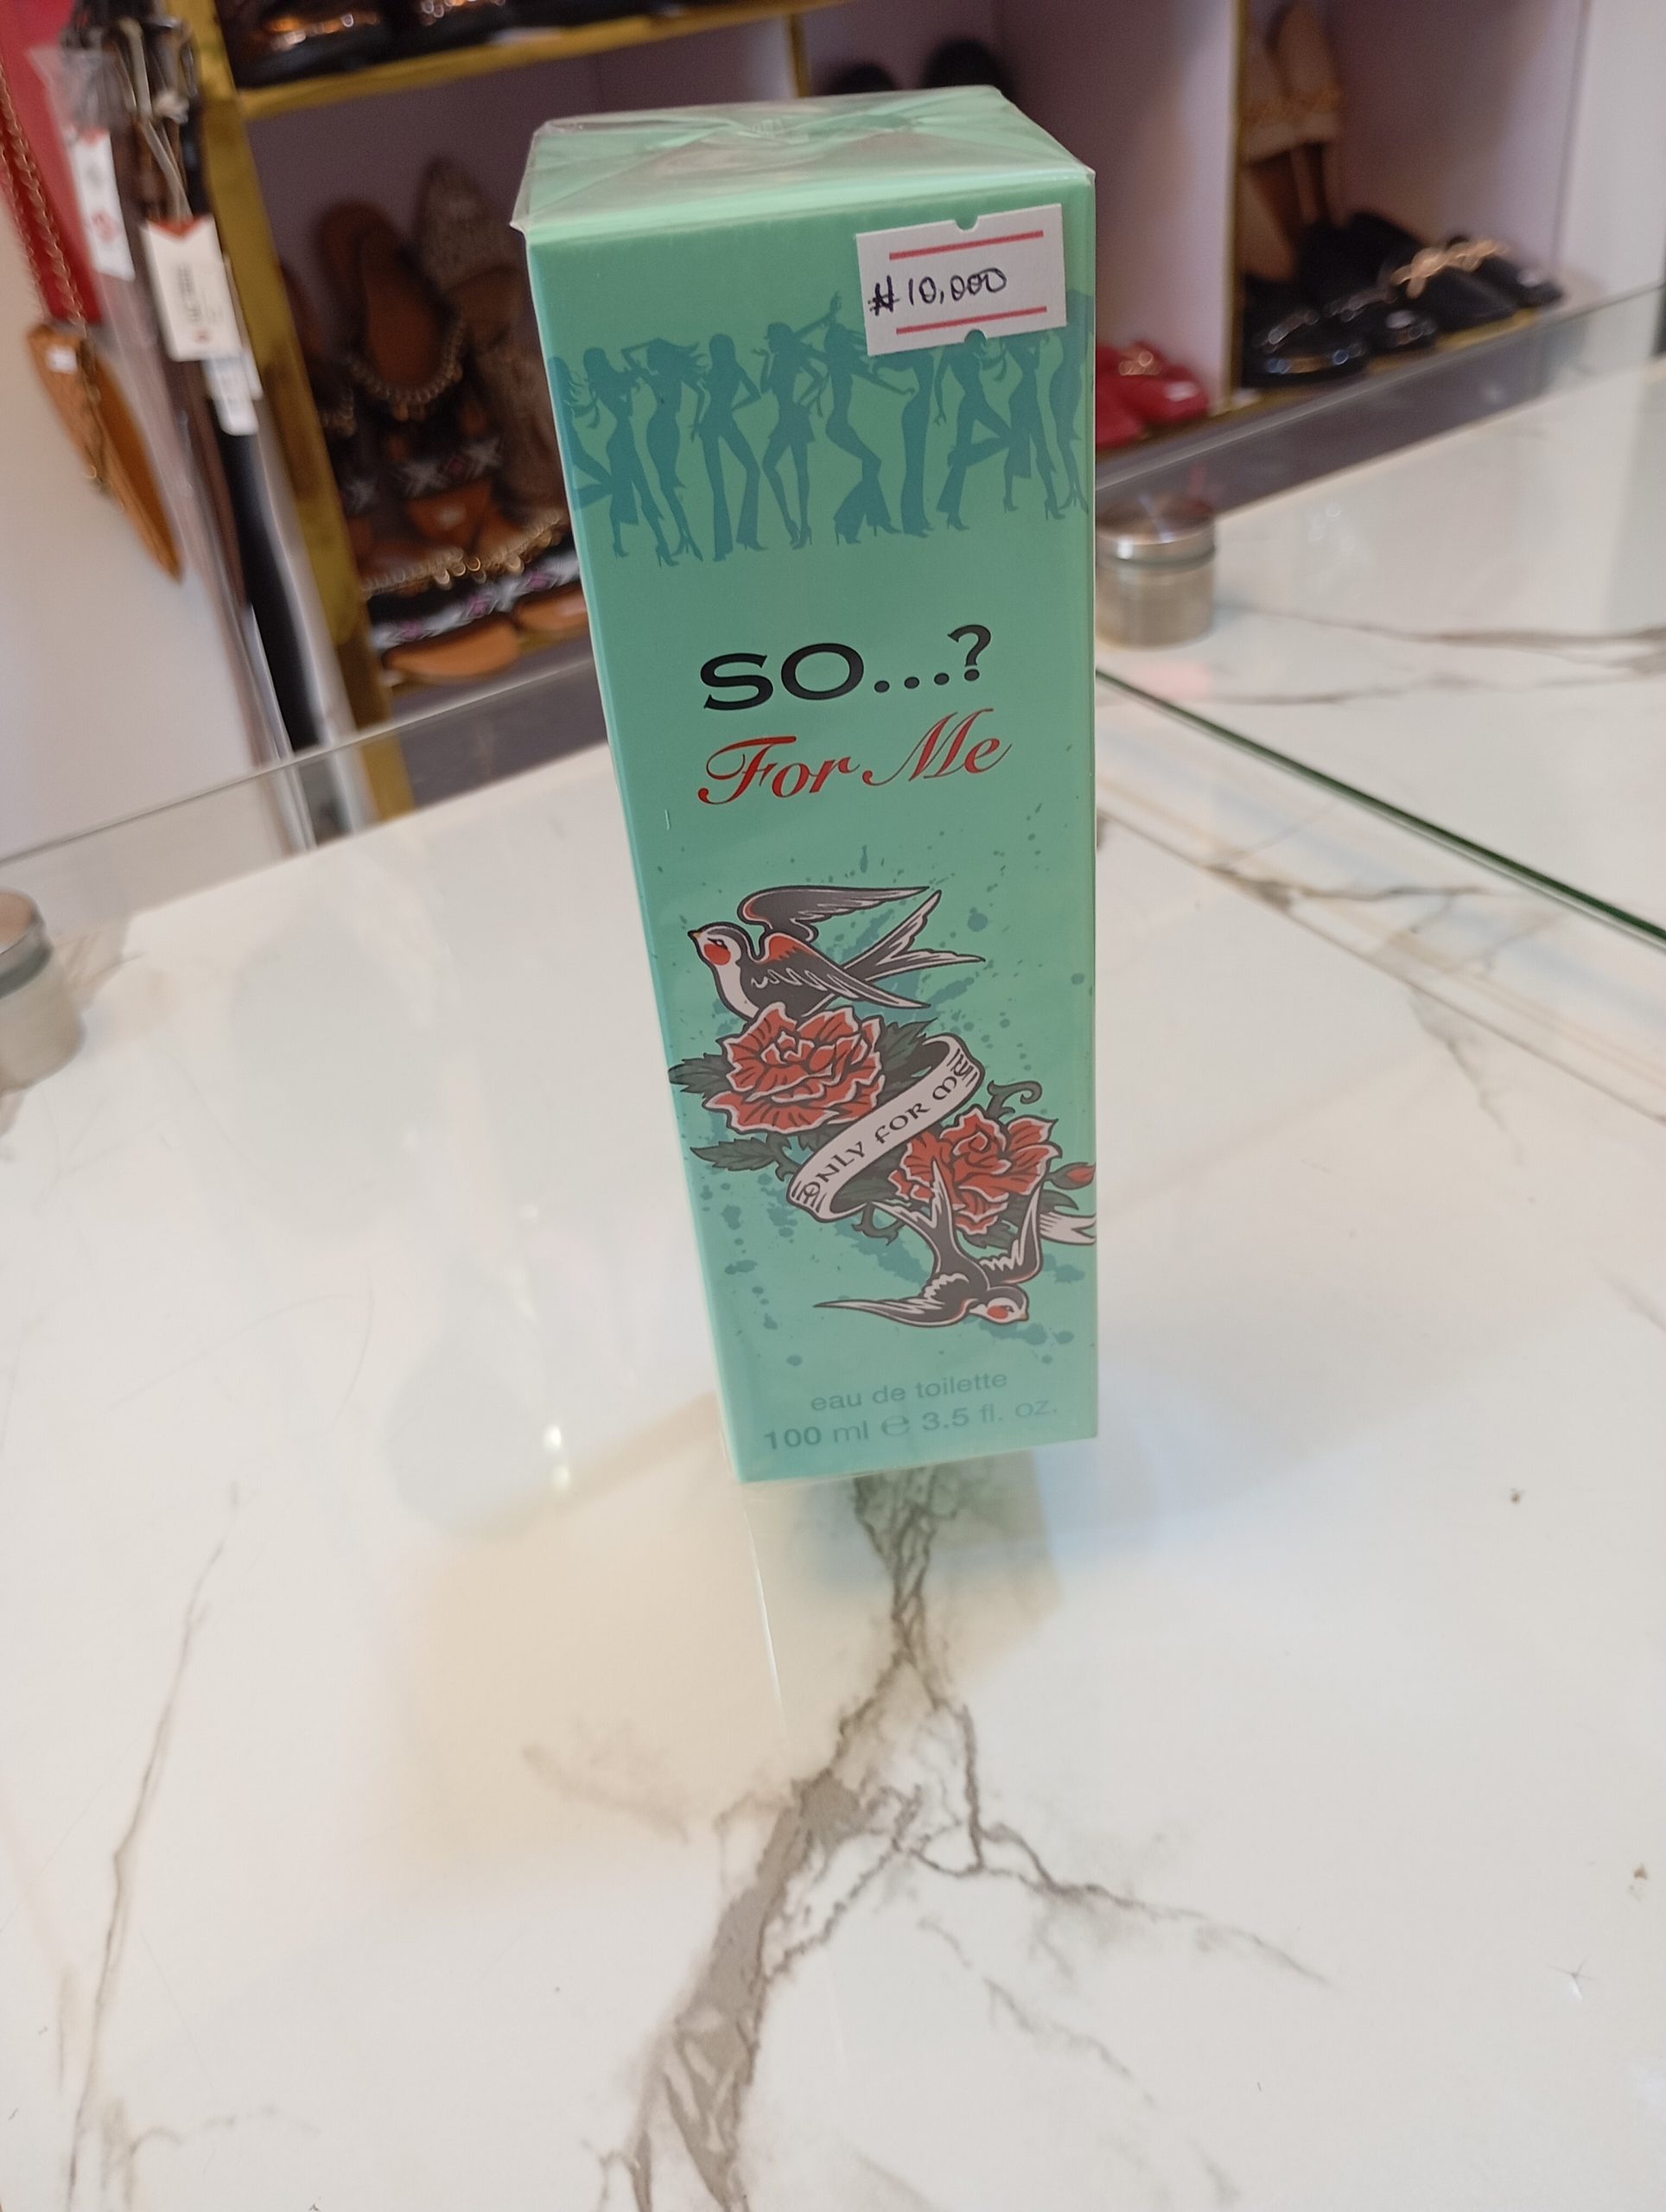 ₦10,000
SO...?
For Me
ONLY FOR ME
eau de toilette
100 ml ℮ 3.5 fl. oz.